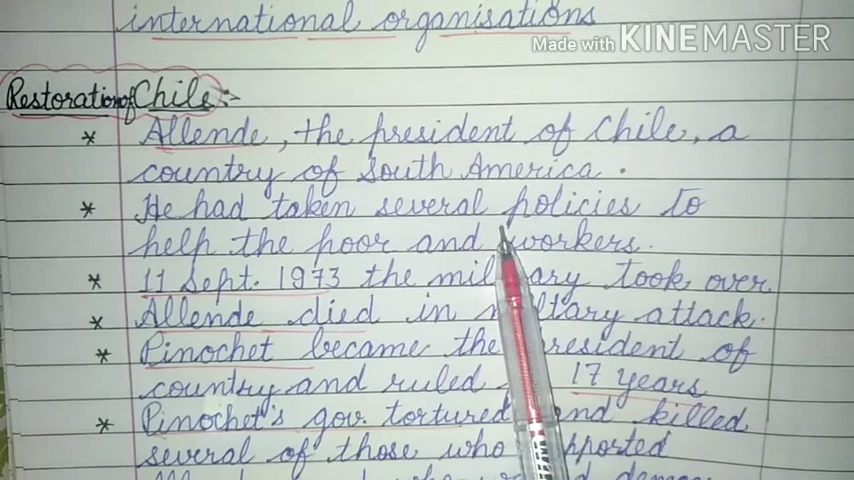 international organisations
Made with KINEMASTER
Restoration of Chile :-
* Allende, the president of Chile, a
country of South America.
* He had taken several policies to
help the poor and workers.
* 11 Sept. 1973 the military took over.
* Allende died in military attack.
* Pinochet became the president of
country and ruled 17 years
* Pinochet's gov. tortured and killed
several of those who supported